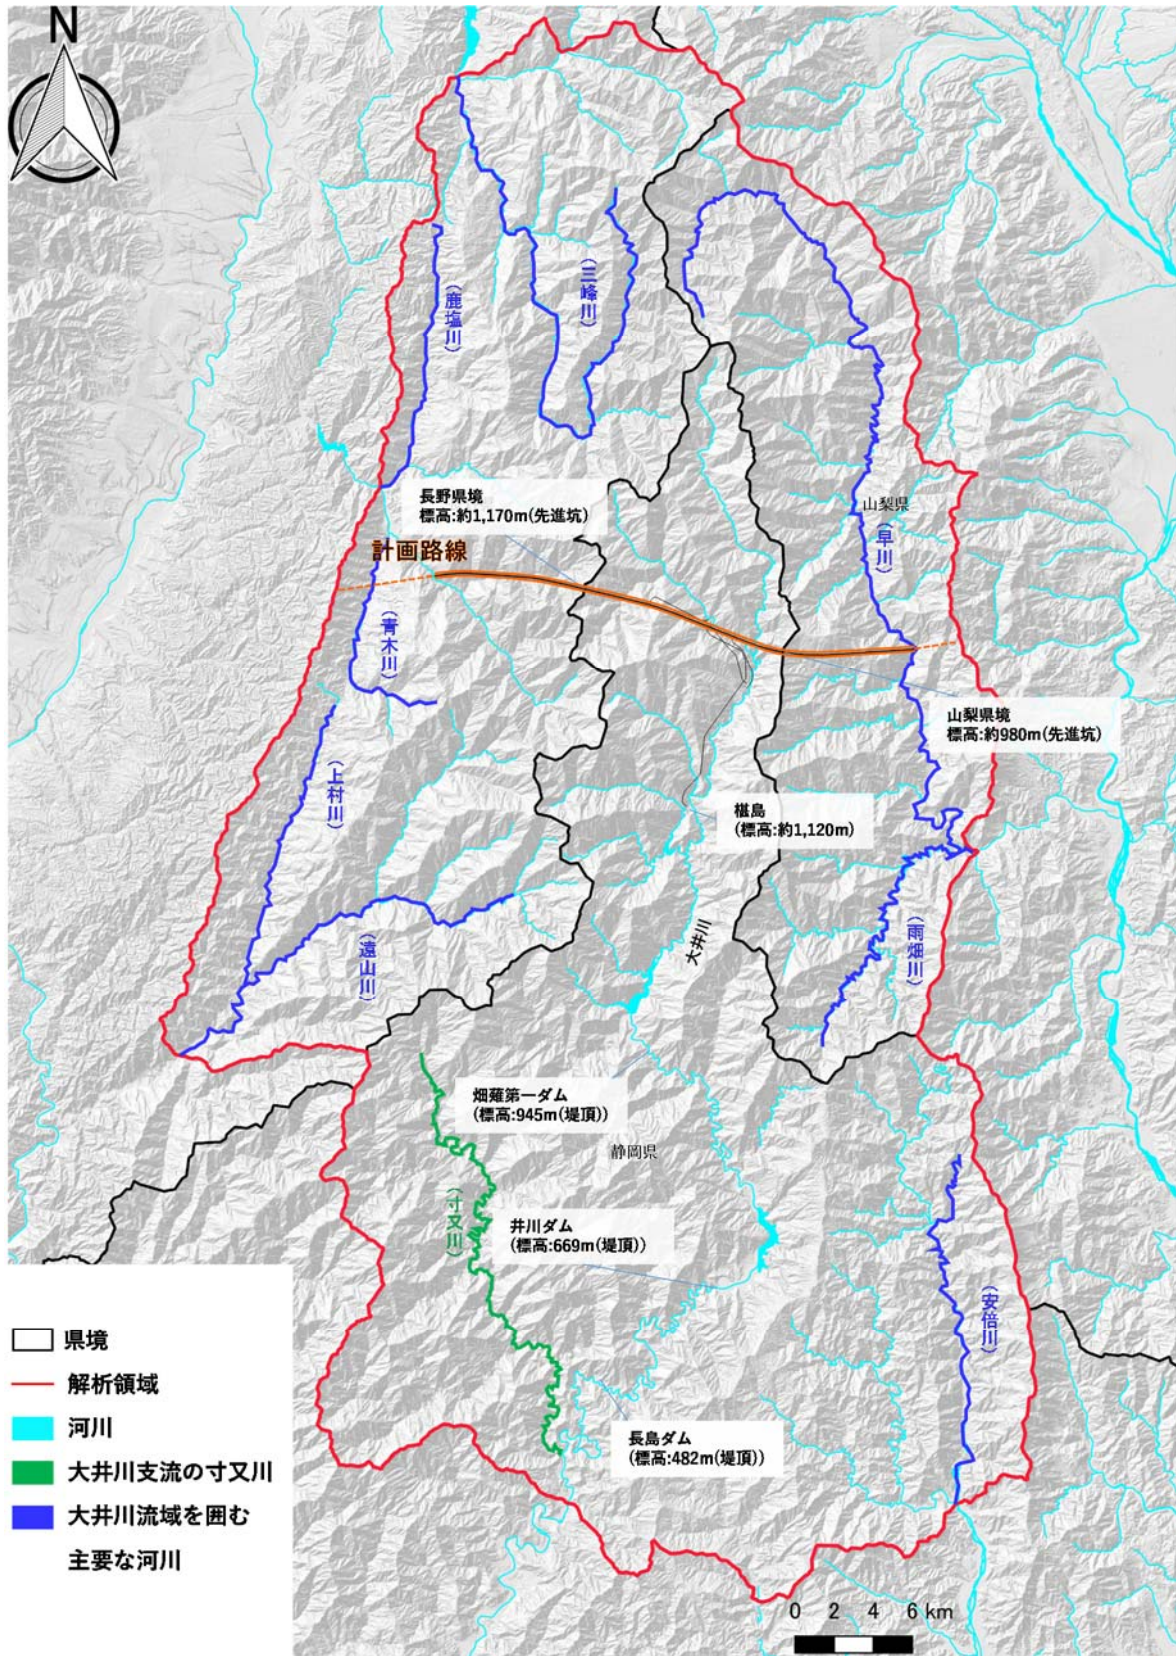 N
(鹿塩川)
(三峰川)
長野県境
標高:約1,170m(先進坑)
山梨県
(早川)
計画路線
(青木川)
山梨県境
標高:約980m(先進坑)
(上村川)
椹島
(標高:約1,120m)
大井川
(雨畑川)
(遠山川)
畑薙第一ダム
(標高:945m(堤頂))
静岡県
(寸又川)
井川ダム
(標高:669m(堤頂))
(安倍川)
長島ダム
(標高:482m(堤頂))
県境
解析領域
河川
大井川支流の寸又川
大井川流域を囲む
主要な河川
0 2 4 6 km